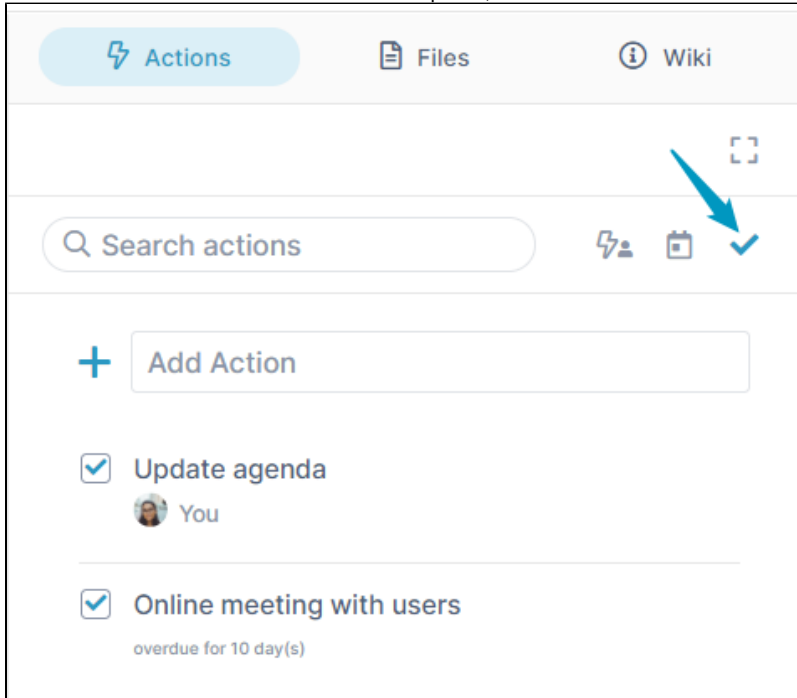 Actions Files Wiki
Search actions
Add Action
Update agenda
You
Online meeting with users
overdue for 10 day(s)